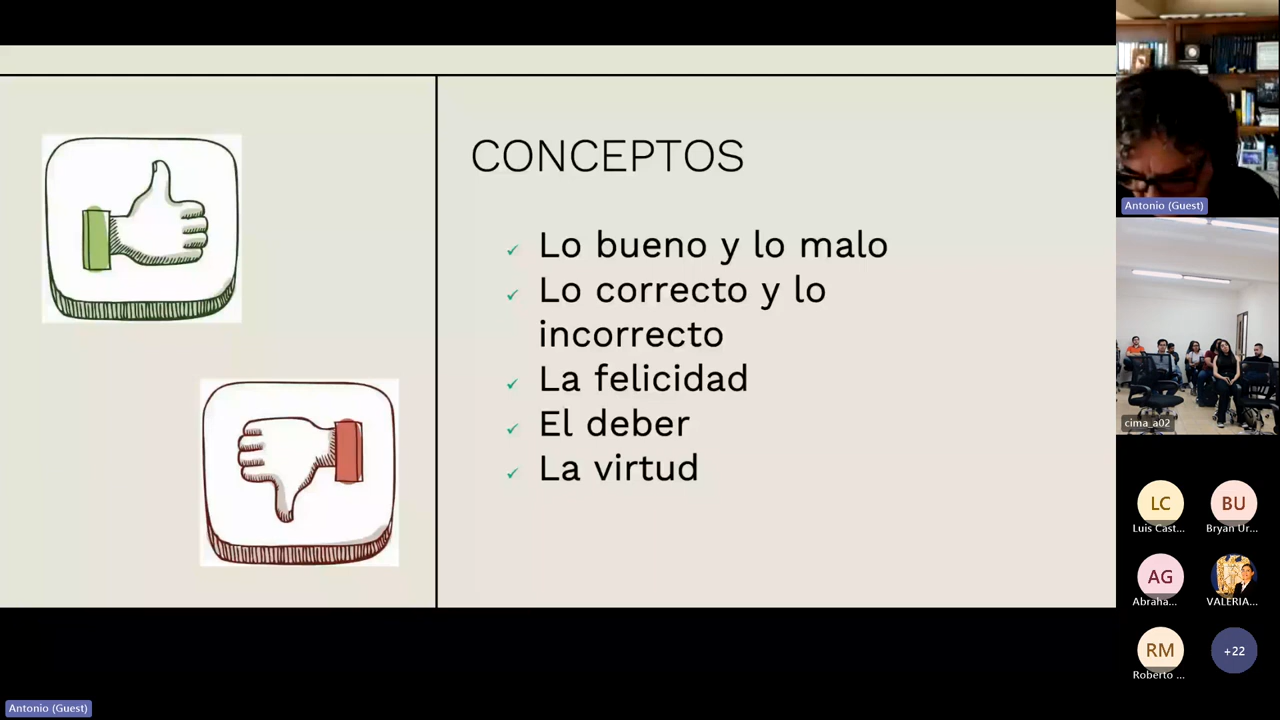 CONCEPTOS
Lo bueno y lo malo
Lo correcto y lo
incorrecto
La felicidad
El deber
La virtud
Antonio (Guest)
cima_a02
LC
BU
Luis Cast...
Bryan Ur...
AG
Abraha...
VALERIA...
RM
+22
Roberto ...
Antonio (Guest)